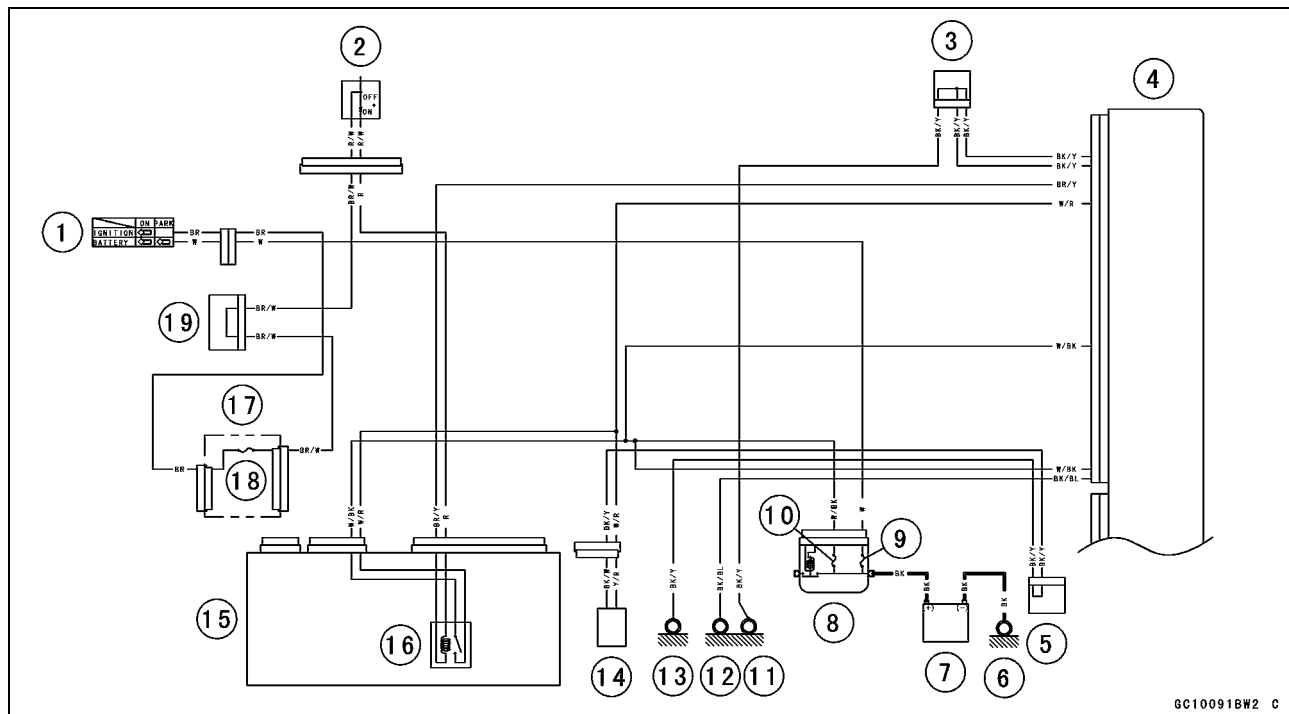 2
3
4
OFF
ON
R/W
R/W
BK/Y
BK/Y
BK/Y
BK/Y
BK/Y
BR/Y
W/R
BR/W
R
1
ON PARK
IGNITION
BATTERY
BR
W
BR
W
19
BR/W
BR/W
W/BK
17
18
BR
BR/W
W/BK
BK/BL
W/BK
W/R
BR/Y
R
BK/Y
W/R
W/BK
W
10
9
BK/Y
BK/Y
BK/W
Y/R
BK/Y
BK/BL
BK/Y
BK
BK
BK
BK
(+)
(-)
15
16
14
13
12
11
8
7
6
5
GC10091BW2 C